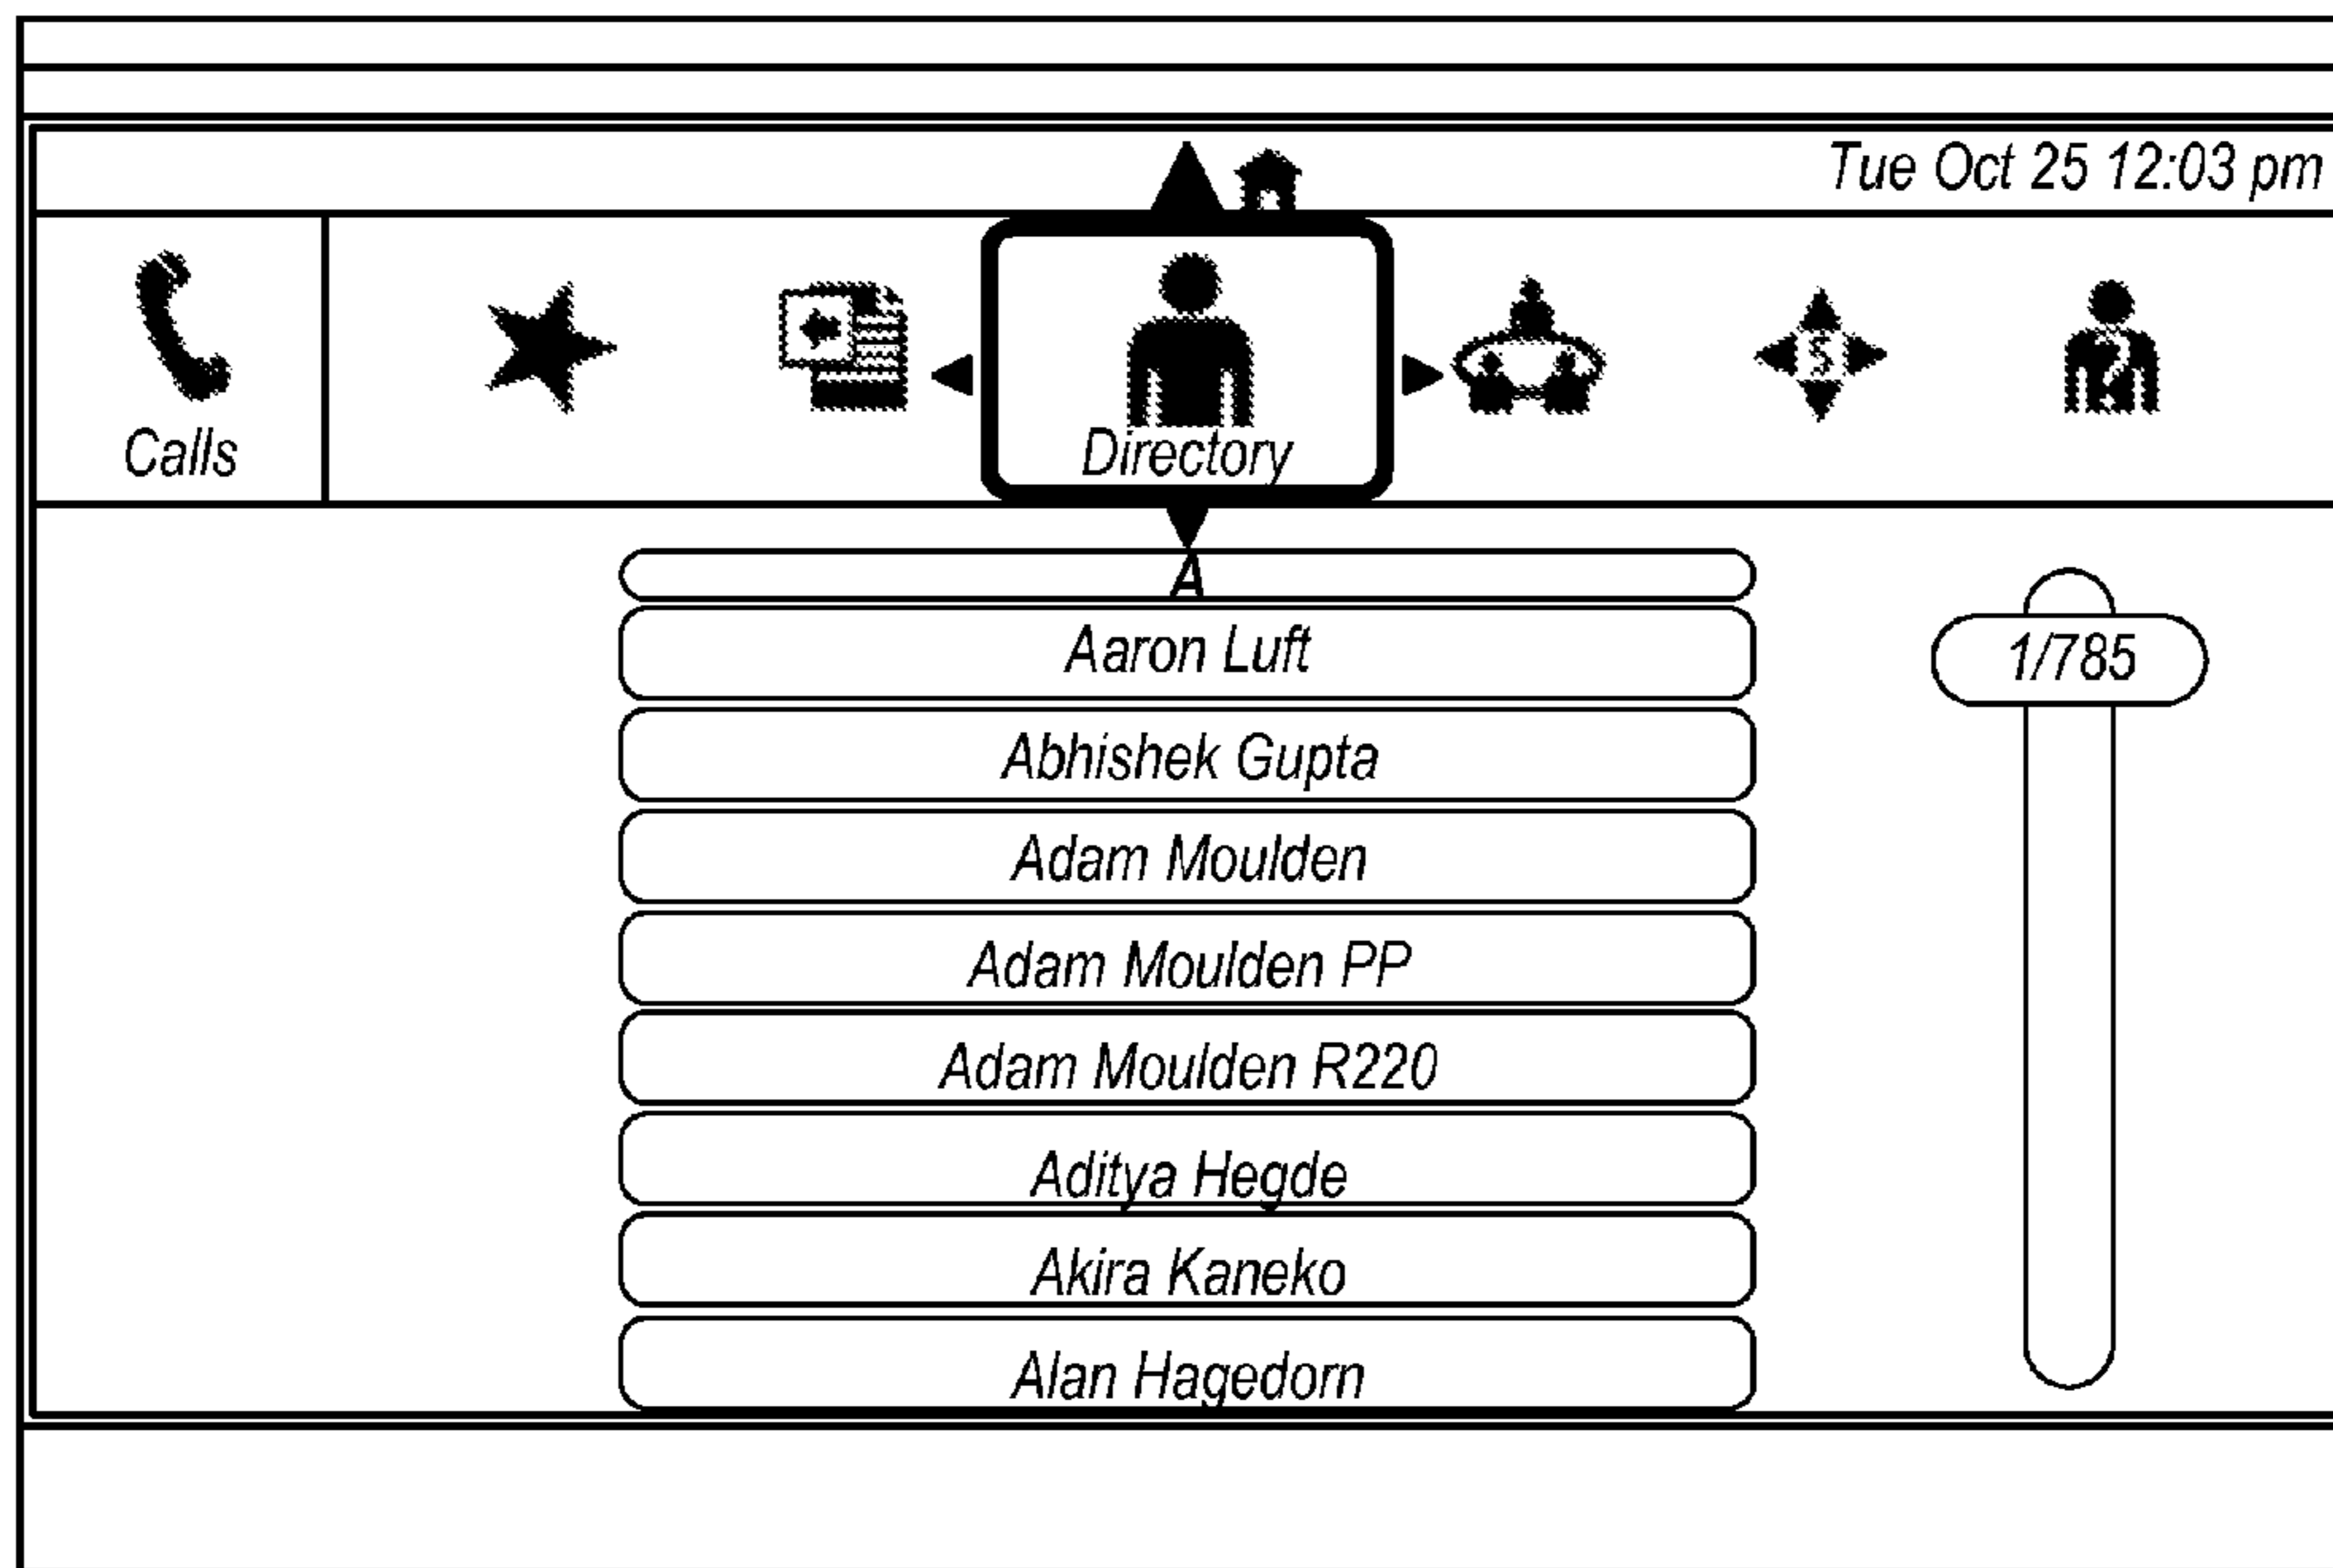 Tue Oct 25 12:03 pm
Calls
Directory
A
Aaron Luft
1/785
Abhishek Gupta
Adam Moulden
Adam Moulden PP
Adam Moulden R220
Aditya Hegde
Akira Kaneko
Alan Hagedorn